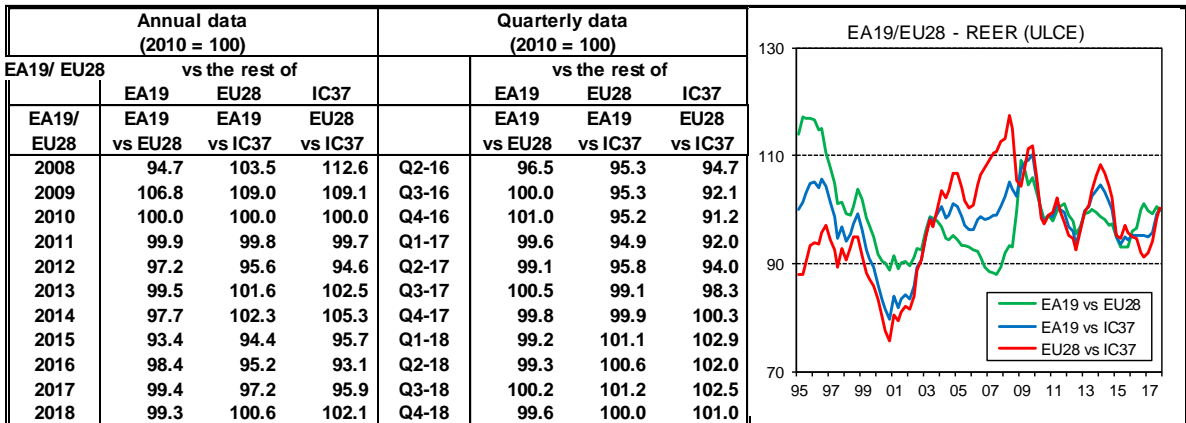 Annual data Quarterly data
(2010 = 100) (2010 = 100)
EA19/ EU28 vs the rest of vs the rest of
EA19 EU28 IC37 EA19 EU28 IC37
EA19/ EA19 EA19 EU28 EA19 EA19 EU28
EU28 vs EU28 vs IC37 vs IC37 vs EU28 vs IC37 vs IC37
2008 94.7 103.5 112.6 Q2-16 96.5 95.3 94.7
2009 106.8 109.0 109.1 Q3-16 100.0 95.3 92.1
2010 100.0 100.0 100.0 Q4-16 101.0 95.2 91.2
2011 99.9 99.8 99.7 Q1-17 99.6 94.9 92.0
2012 97.2 95.6 94.6 Q2-17 99.1 95.8 94.0
2013 99.5 101.6 102.5 Q3-17 100.5 99.1 98.3
2014 97.7 102.3 105.3 Q4-17 99.8 99.9 100.3
2015 93.4 94.4 95.7 Q1-18 99.2 101.1 102.9
2016 98.4 95.2 93.1 Q2-18 99.3 100.6 102.0
2017 99.4 97.2 95.9 Q3-18 100.2 101.2 102.5
2018 99.3 100.6 102.1 Q4-18 99.6 100.0 101.0
EA19/EU28 - REER (ULCE)
130
110
90
70
EA19 vs EU28
EA19 vs IC37
EU28 vs IC37
95 97 99 01 03 05 07 09 11 13 15 17